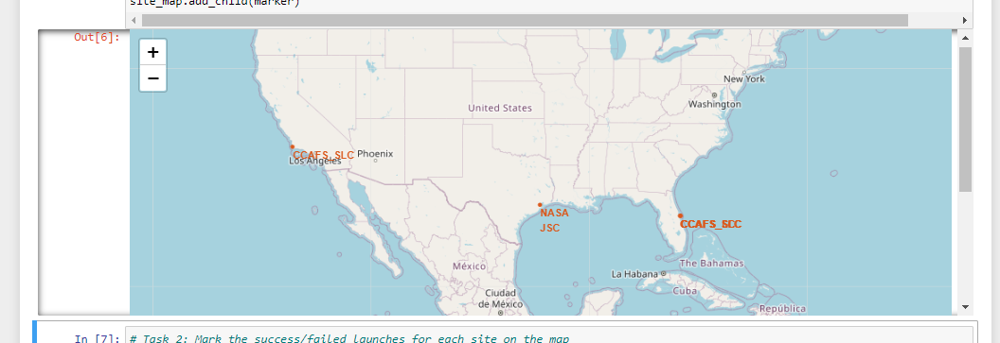 site_map.add_child(marker)
Out[6]:
+
−
New York
Washington
United States
CCAFS_SLC
Phoenix
Los Angeles
NASA
JSC
CCAFS_SLC
The Bahamas
México
La Habana
Cuba
Ciudad
de México
República
In [7]:
# Task 2: Mark the success/failed launches for each site on the map